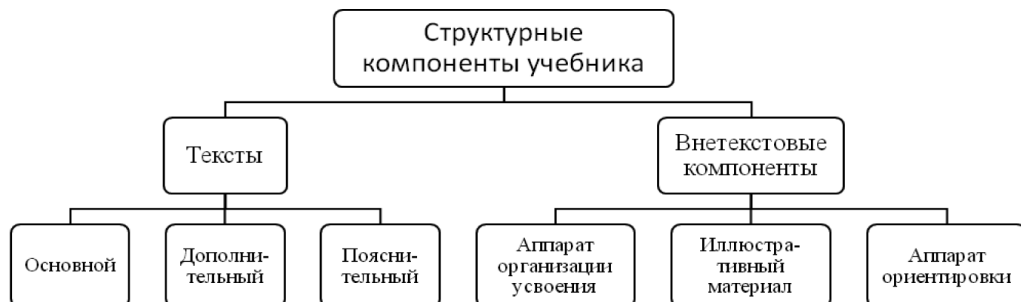 Структурные
компоненты учебника
Тексты
Внетекстовые
компоненты
Основной
Дополни-
тельный
Поясни-
тельный
Аппарат
организации
усвоения
Иллюстра-
тивный
материал
Аппарат
ориентировки